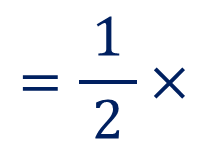 = 1/2 ×